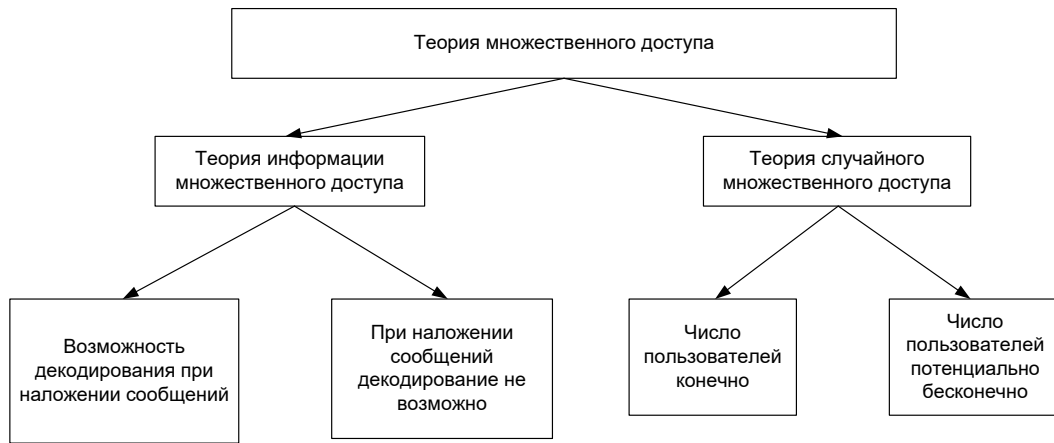 Теория множественного доступа
Теория информации
множественного доступа
Теория случайного
множественного доступа
Возможность
декодирования при
наложении сообщений
При наложении
сообщений
декодирование не
возможно
Число
пользователей
конечно
Число
пользователей
потенциально
бесконечно